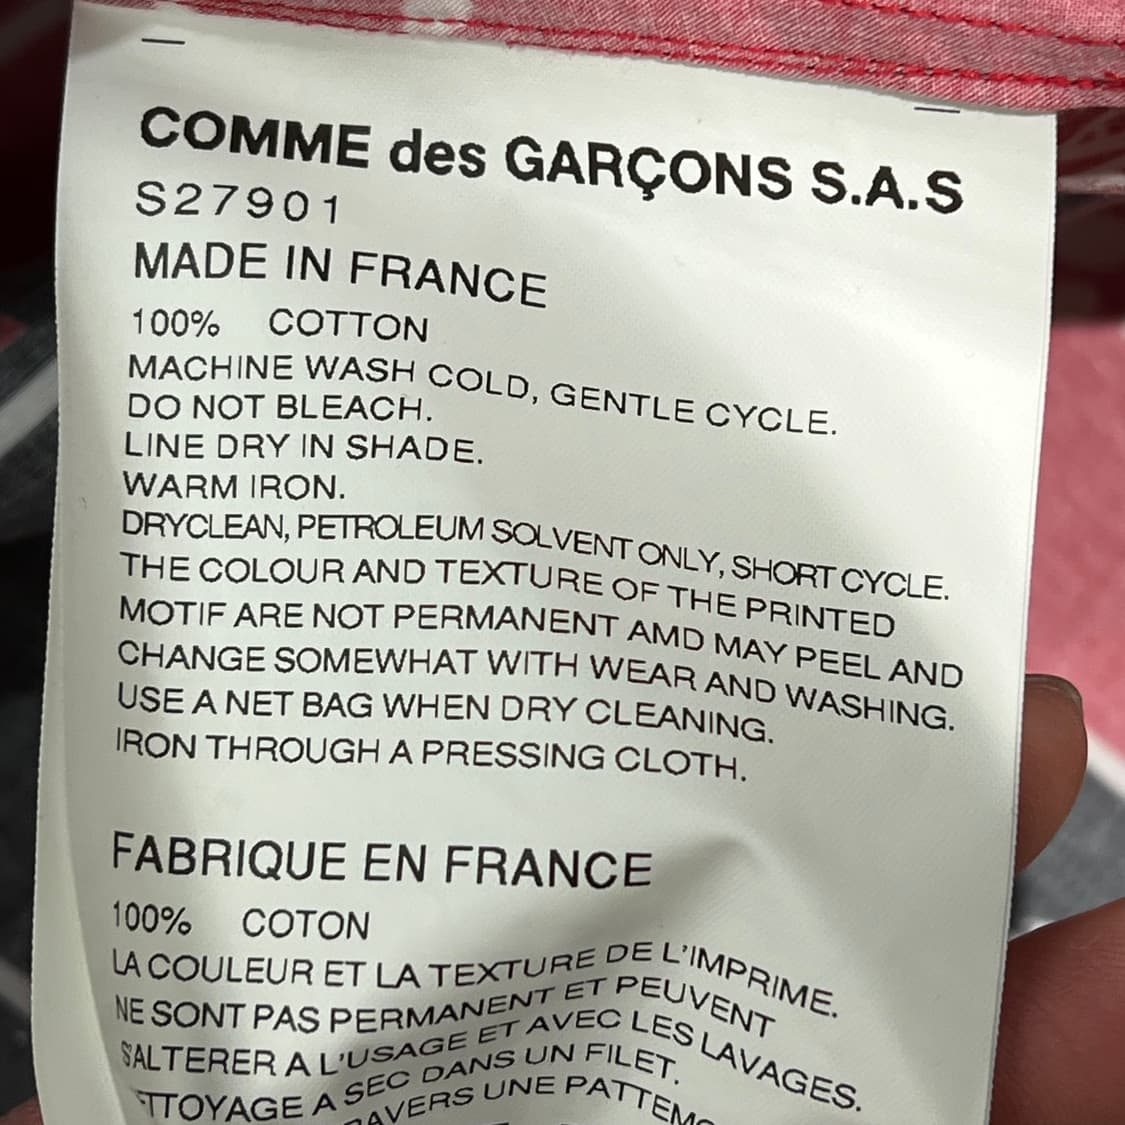 COMME des GARÇONS S.A.S
S27901
MADE IN FRANCE
100% COTTON
MACHINE WASH COLD, GENTLE CYCLE.
DO NOT BLEACH.
LINE DRY IN SHADE.
WARM IRON.
DRYCLEAN, PETROLEUM SOLVENT ONLY, SHORT CYCLE.
THE COLOUR AND TEXTURE OF THE PRINTED
MOTIF ARE NOT PERMANENT AMD MAY PEEL AND
CHANGE SOMEWHAT WITH WEAR AND WASHING.
USE A NET BAG WHEN DRY CLEANING.
IRON THROUGH A PRESSING CLOTH.
FABRIQUE EN FRANCE
100% COTON
LA COULEUR ET LA TEXTURE DE L'IMPRIME.
NE SONT PAS PERMANENT ET PEUVENT
S'ALTERER A L'USAGE ET AVEC LES LAVAGES.
ETTOYAGE A SEC DANS UN FILET.
RAVERS UNE PATTEMO